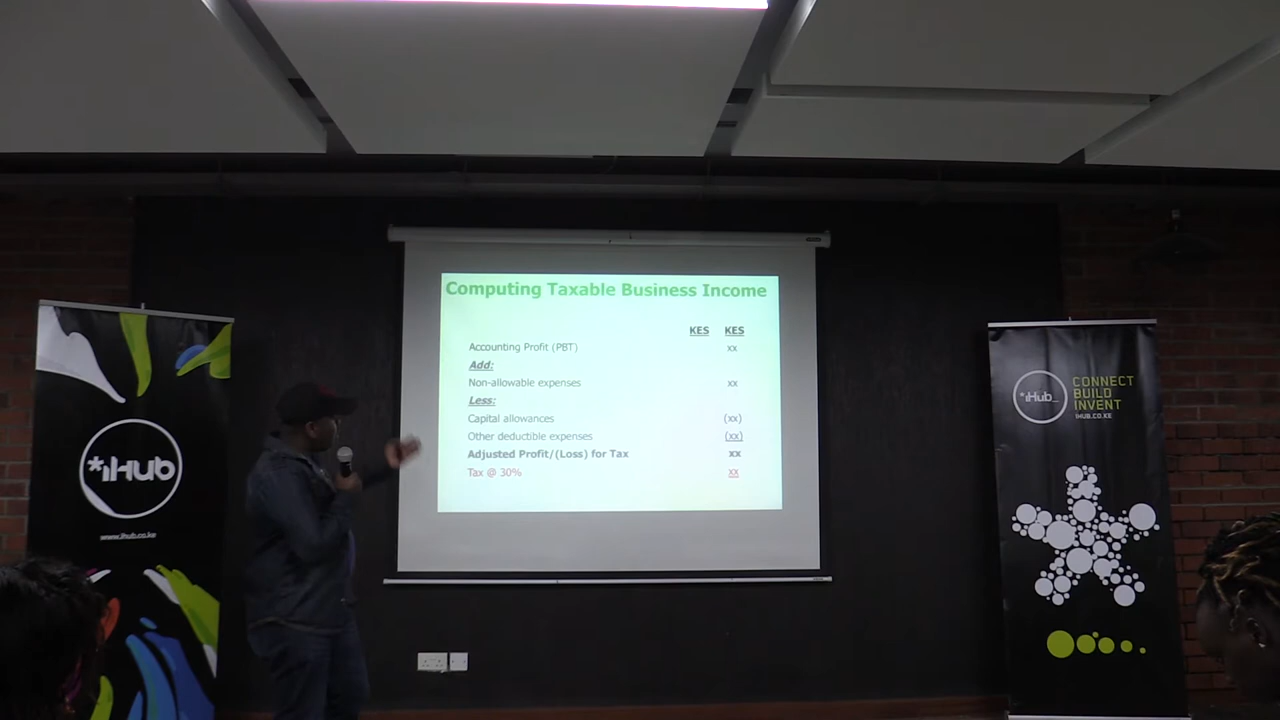 Computing Taxable Business Income
KES KES
Accounting Profit (PBT) xx
Add:
Non-allowable expenses xx
Less:
Capital allowances (xx)
Other deductible expenses (xx)
Adjusted Profit/(Loss) for Tax xx
Tax @ 30% xx
*iHub
www.ihub.co.ke
*iHub_
CONNECT
BUILD
INVENT
IHUB.CO.KE